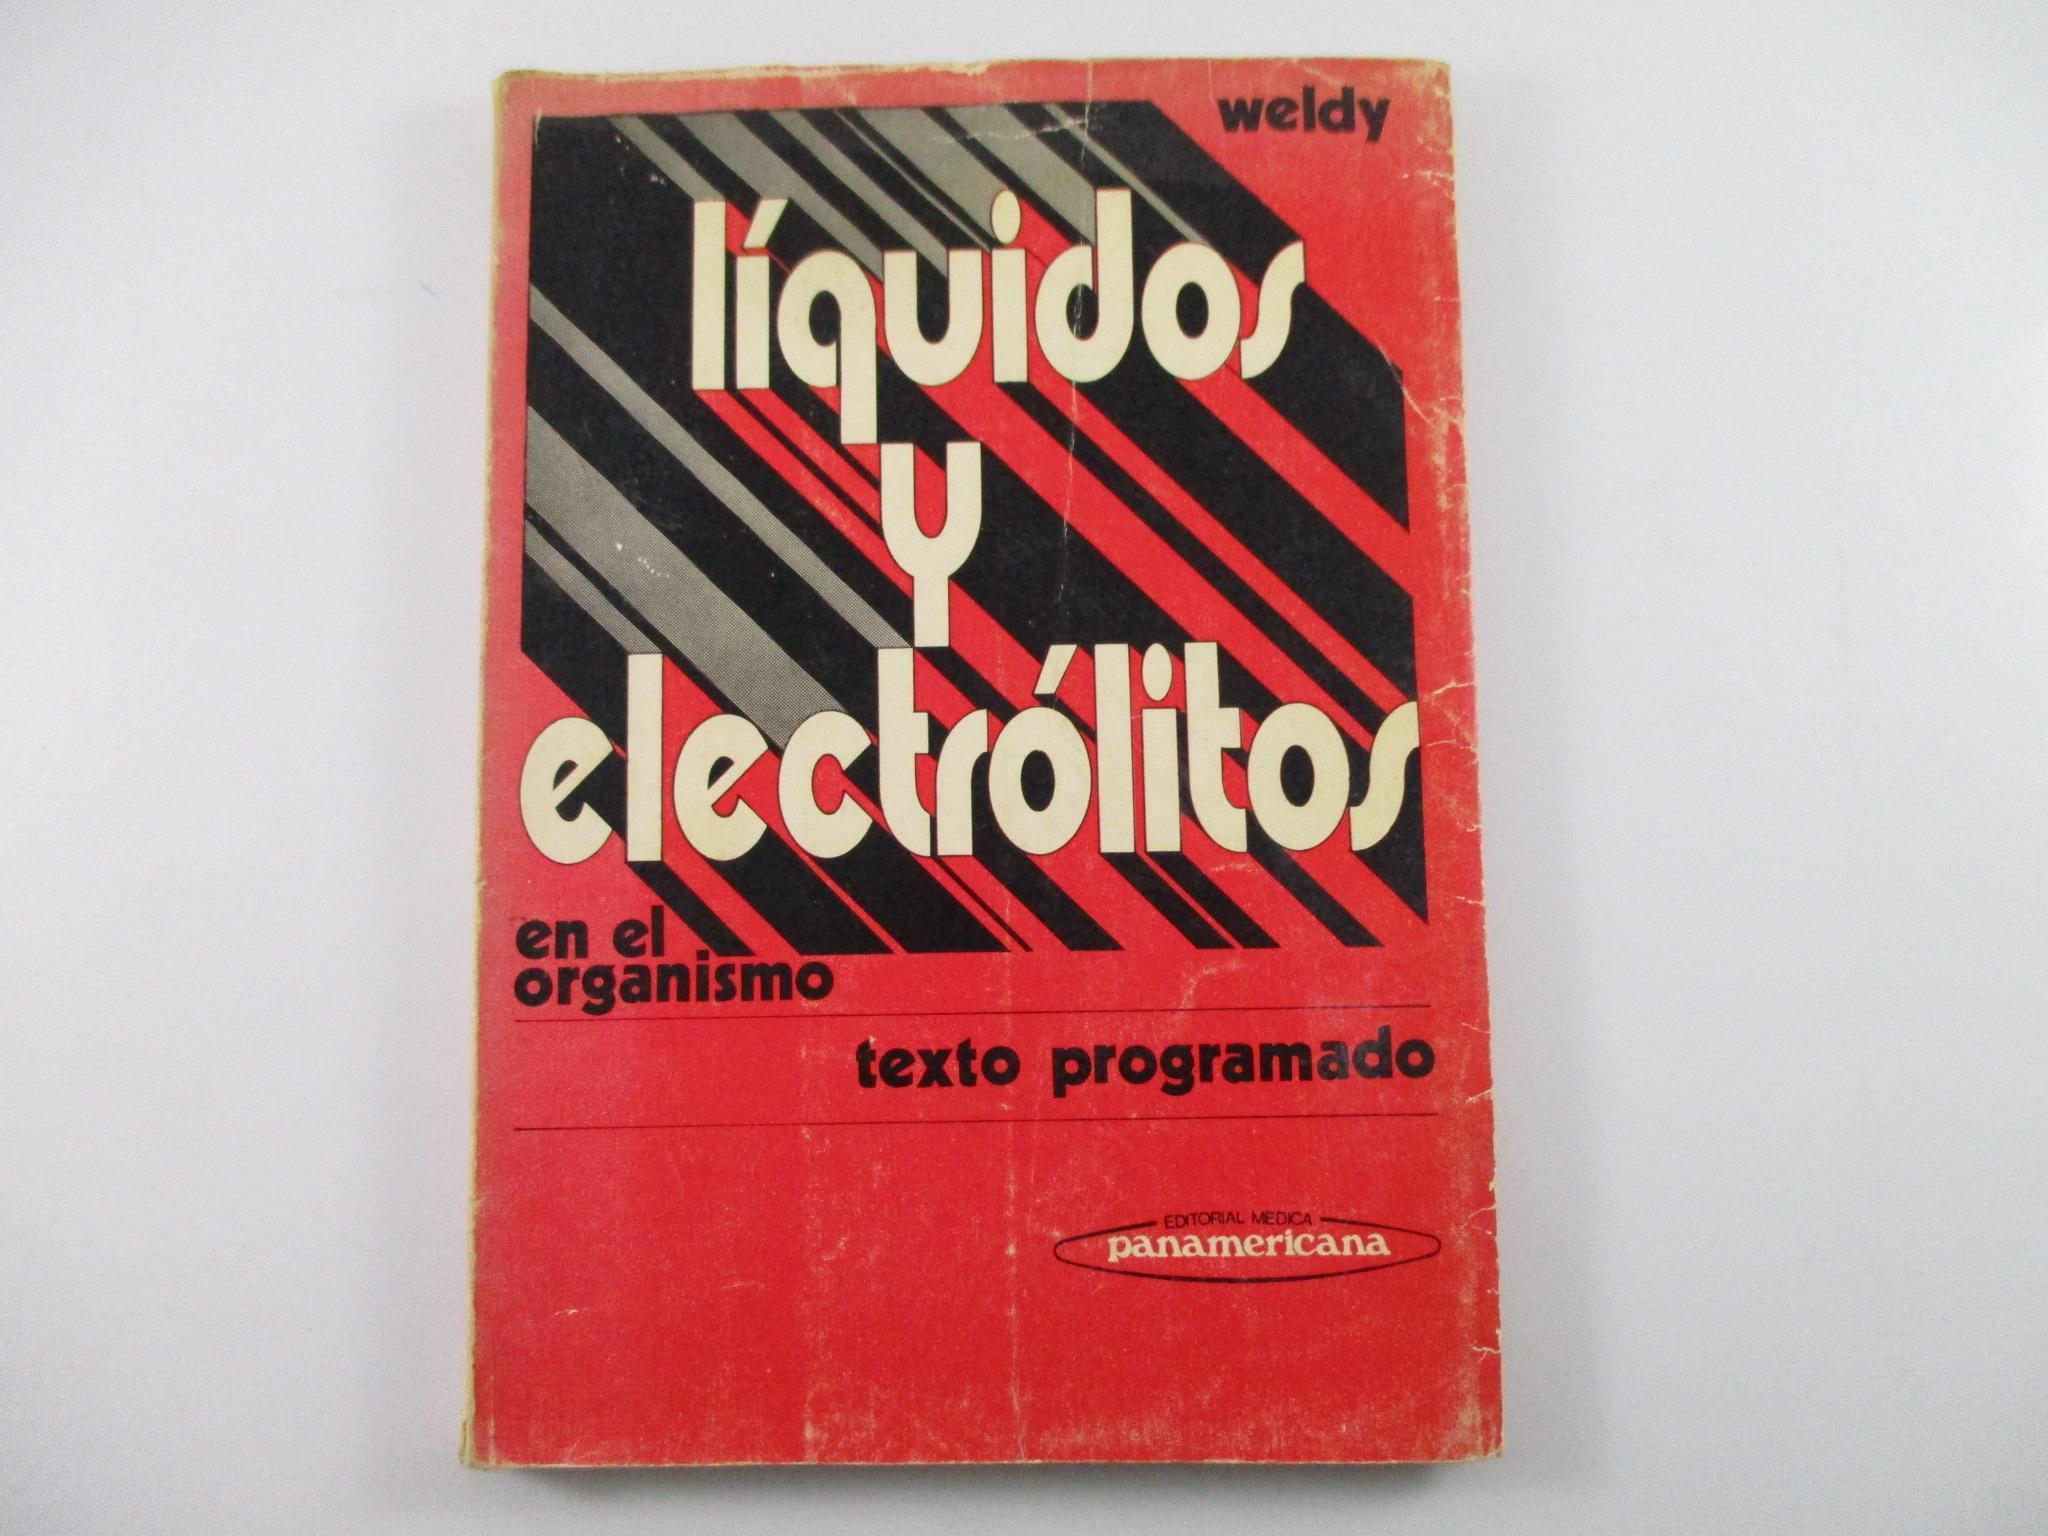 weldy
líquidos
y
electrólitos
en el
organismo
texto programado
EDITORIAL MEDICA
panamericana